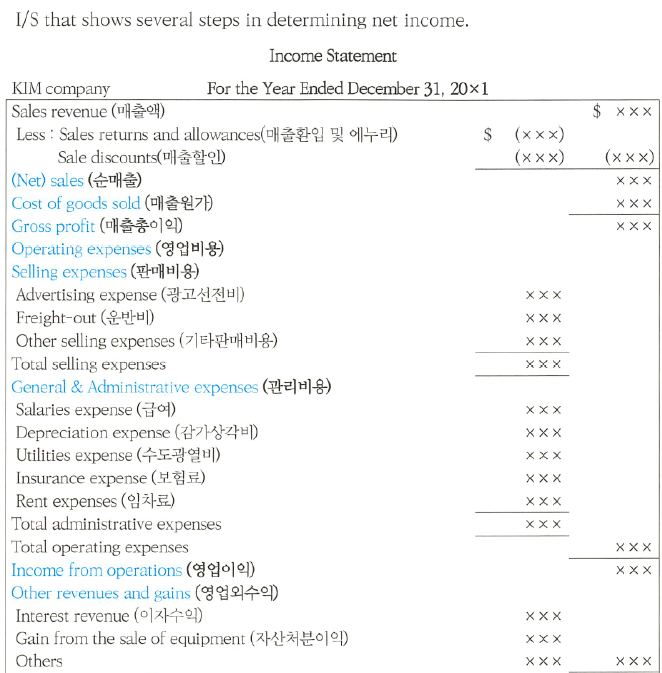 I/S that shows several steps in determining net income.
Income Statement
KIM company For the Year Ended December 31, 20×1
Sales revenue (매출액) $ ×××
Less : Sales returns and allowances(매출환입 및 에누리) $ (×××)
Sale discounts(매출할인) (×××) (×××)
(Net) sales (순매출) ×××
Cost of goods sold (매출원가) ×××
Gross profit (매출총이익) ×××
Operating expenses (영업비용)
Selling expenses (판매비용)
Advertising expense (광고선전비) ×××
Freight-out (운반비) ×××
Other selling expenses (기타판매비용) ×××
Total selling expenses ×××
General & Administrative expenses (관리비용)
Salaries expense (급여) ×××
Depreciation expense (감가상각비) ×××
Utilities expense (수도광열비) ×××
Insurance expense (보험료) ×××
Rent expenses (임차료) ×××
Total administrative expenses ×××
Total operating expenses ×××
Income from operations (영업이익) ×××
Other revenues and gains (영업외수익)
Interest revenue (이자수익) ×××
Gain from the sale of equipment (자산처분이익) ×××
Others ××× ×××